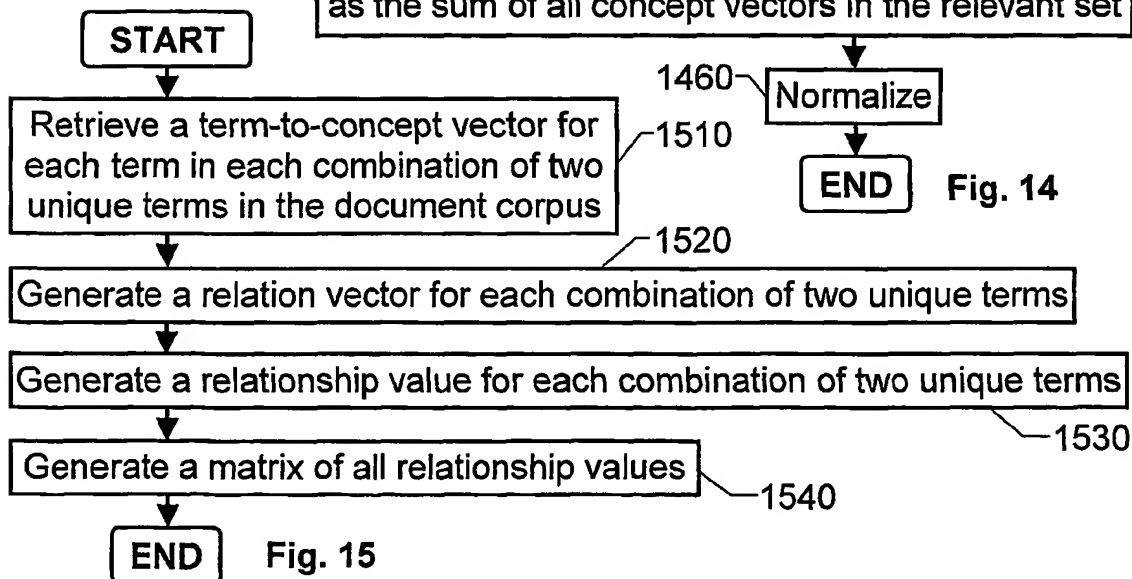 as the sum of all concept vectors in the relevant set
1460
Normalize
END
Fig. 14
START
Retrieve a term-to-concept vector for
each term in each combination of two
unique terms in the document corpus
1510
1520
Generate a relation vector for each combination of two unique terms
Generate a relationship value for each combination of two unique terms
1530
Generate a matrix of all relationship values
1540
END
Fig. 15